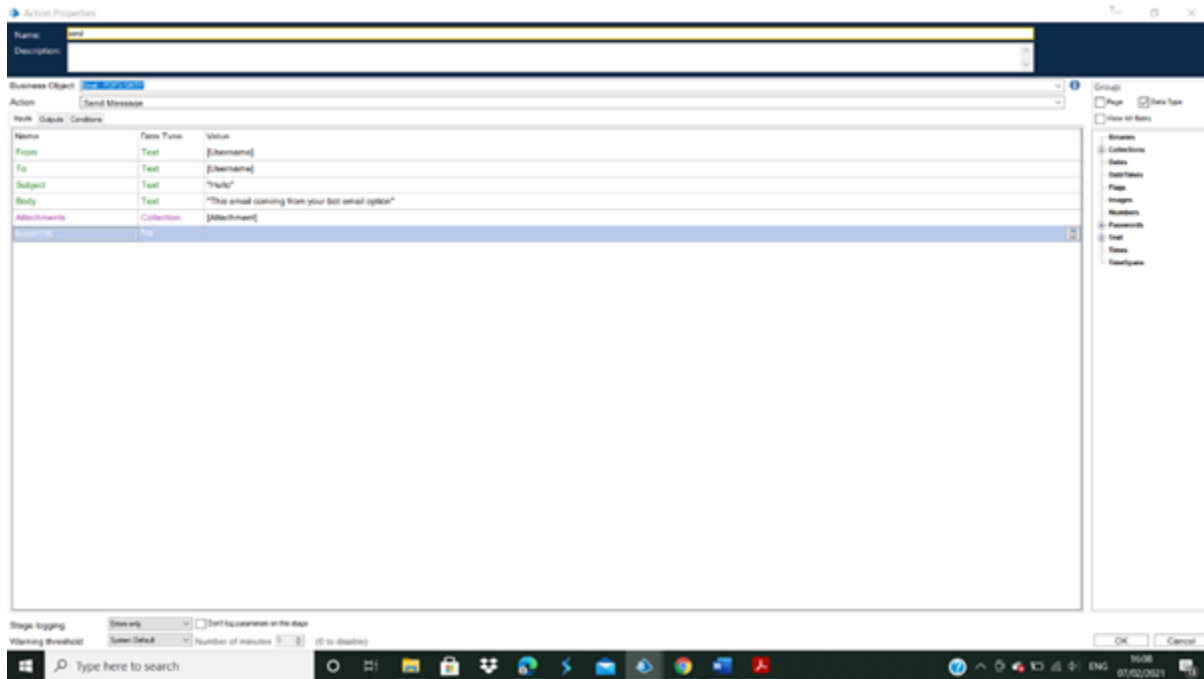 Action Properties
Name: send
Description:
Business Object Email - POP3/SMTP
Action Send Message
Inputs Outputs Conditions
Name Data Type Value
From Text [Username]
To Text [Username]
Subject Text "Hello"
Body Text "This email coming from your bot email option"
Attachments Collection [Attachment]
Flag
Group:
Page Data Type
View All Items
Binaries
Collections
Dates
DateTimes
Flags
Images
Numbers
Passwords
Text
Times
TimeSpans
Stage logging: Errors only Don't log parameters on this stage
Warning threshold: System Default Number of minutes 5 (0 to disable)
OK Cancel
Type here to search
ENG
16:08
07/02/2021